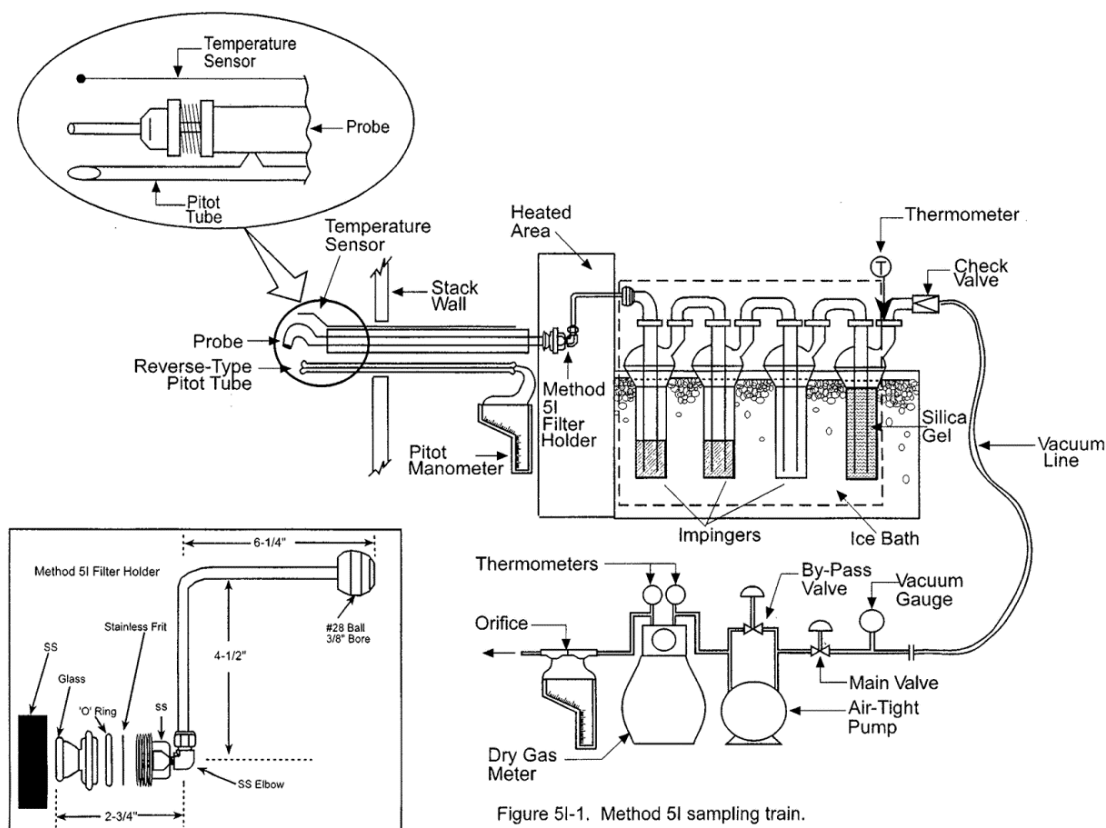 Temperature
Sensor
Probe
Pitot
Tube
Temperature
Sensor
Heated
Area
Thermometer
Stack
Wall
T
Check
Valve
Probe
Reverse-Type
Pitot Tube
Method
5I
Filter
Holder
Pitot
Manometer
Silica
Gel
Vacuum
Line
Impingers
Ice Bath
Thermometers
By-Pass
Valve
Vacuum
Gauge
Orifice
Main Valve
Air-Tight
Pump
Dry Gas
Meter
6-1/4"
Method 5I Filter Holder
#28 Ball
3/8" Bore
Stainless Frit
4-1/2"
SS
Glass
'O' Ring
SS
SS Elbow
2-3/4"
Figure 5I-1. Method 5I sampling train.